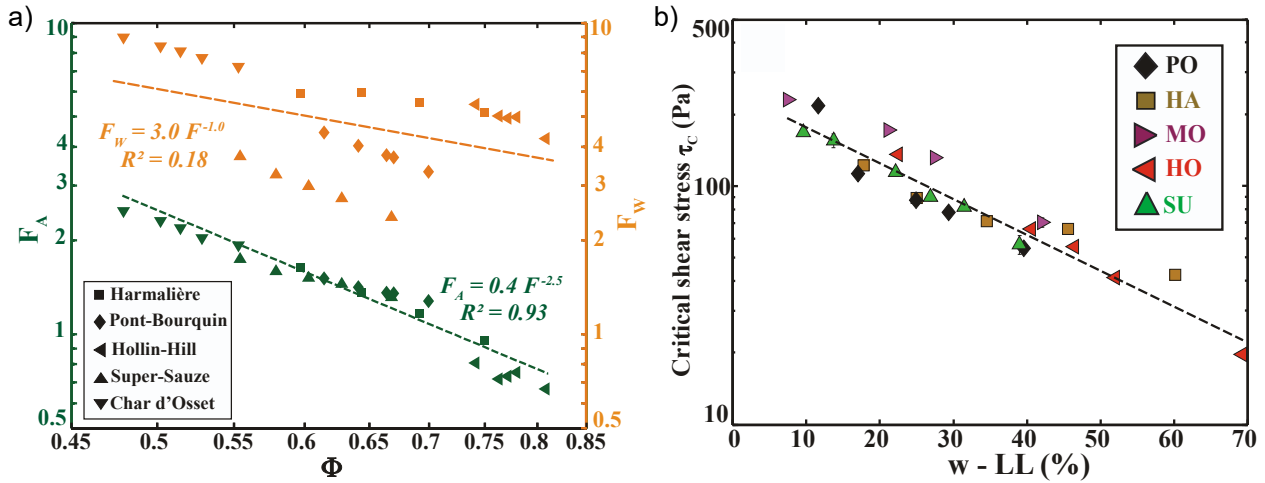 a)
10
8
6
4
2
1
0.5
F_A
10
8
6
4
2
1
0.5
F_W
F_W = 3.0 F^-1.0
R² = 0.18
F_A = 0.4 F^-2.5
R² = 0.93
Harmalière
Pont-Bourquin
Hollin-Hill
Super-Sauze
Char d'Osset
0.45 0.5 0.55 0.6 0.65 0.7 0.75 0.8 0.85
Φ
b)
500
100
10
Critical shear stress τ_C (Pa)
PO
HA
MO
HO
SU
0 10 20 30 40 50 60 70
w - LL (%)